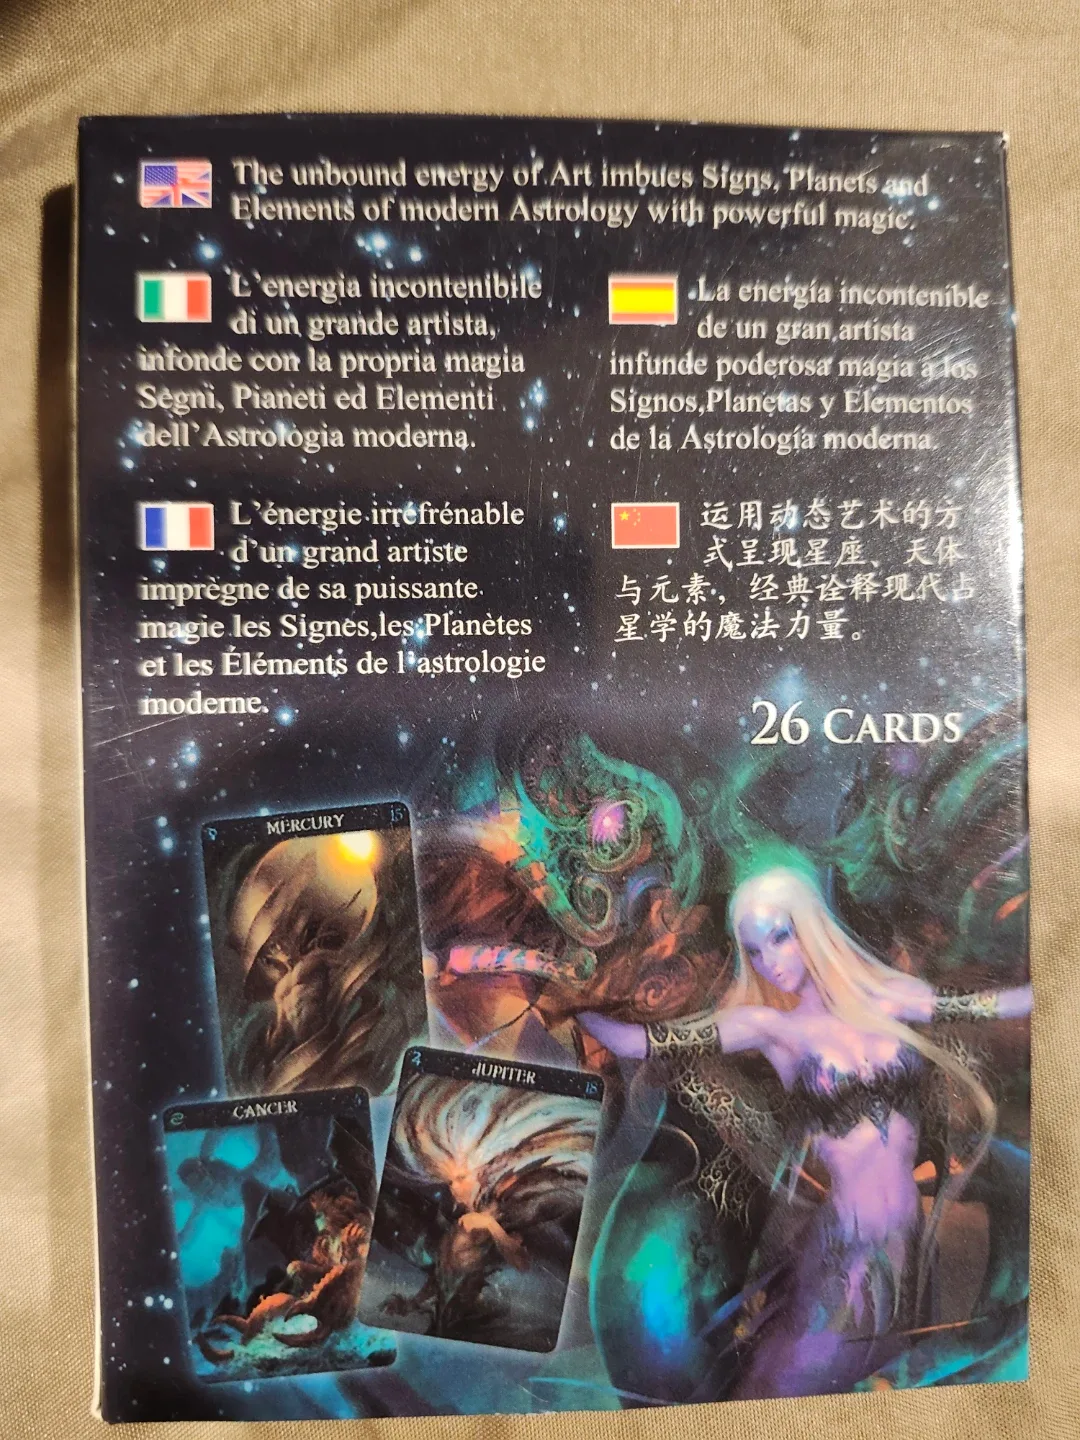 The unbound energy of Art imbues Signs, Planets and
Elements of modern Astrology with powerful magic.
L'energia incontenibile
di un grande artista,
infonde con la propria magia
Segni, Pianeti ed Elementi
dell'Astrologia moderna.
La energía incontenible
de un gran artista
infunde poderosa magia a los
Signos,Planetas y Elementos
de la Astrología moderna.
L'énergie irréfrénable
d'un grand artiste
imprègne de sa puissante
magie les Signes,les Planètes
et les Éléments de l'astrologie
moderne.
运用动态艺术的方
式呈现星座、天体
与元素，经典诠释现代占
星学的魔法力量。
26 CARDS
☿ MERCURY 15
♃ JUPITER 18
♋ CANCER 4